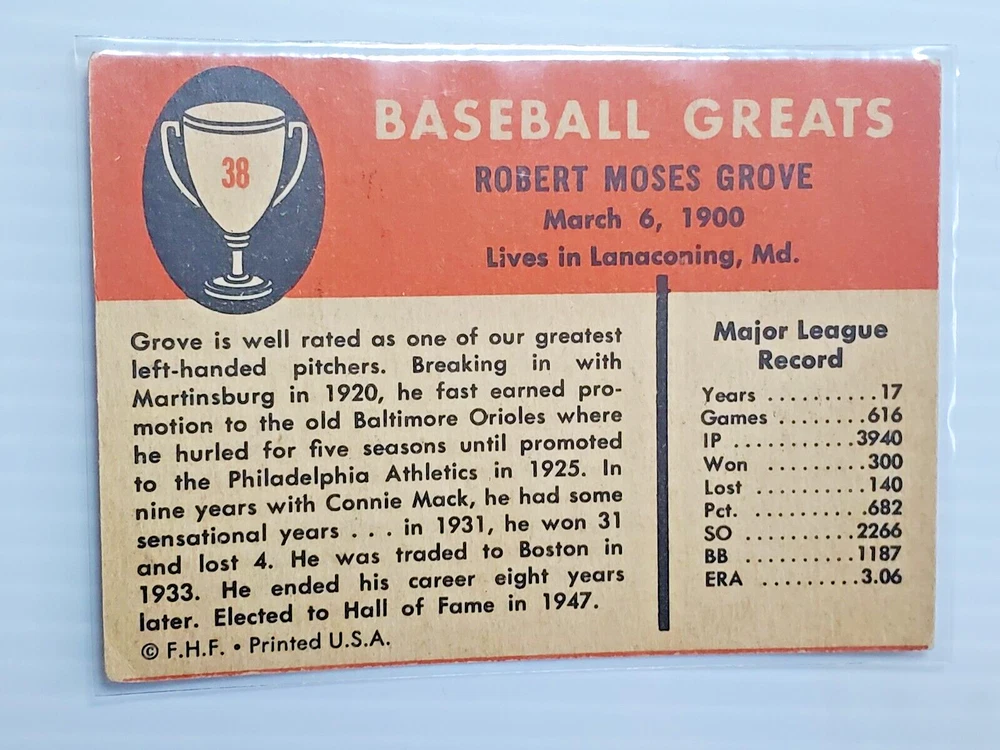 38
BASEBALL GREATS
ROBERT MOSES GROVE
March 6, 1900
Lives in Lanaconing, Md.
Grove is well rated as one of our greatest
left-handed pitchers. Breaking in with
Martinsburg in 1920, he fast earned pro-
motion to the old Baltimore Orioles where
he hurled for five seasons until promoted
to the Philadelphia Athletics in 1925. In
nine years with Connie Mack, he had some
sensational years . . . in 1931, he won 31
and lost 4. He was traded to Boston in
1933. He ended his career eight years
later. Elected to Hall of Fame in 1947.
© F.H.F. • Printed U.S.A.
Major League
Record
Years ..........17
Games ........616
IP ...........3940
Won .........300
Lost .........140
Pct. .........682
SO ..........2266
BB ..........1187
ERA .........3.06